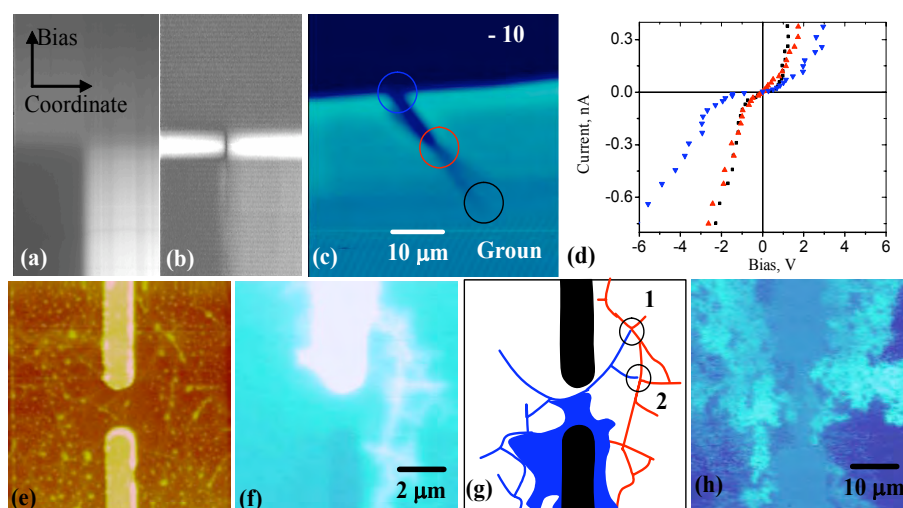 Bias
Coordinate
(a)
(b)
- 10
10 μm
Groun
(c)
0.3
0.0
-0.3
-0.6
Current, nA
-6
-4
-2
0
2
4
6
Bias, V
(d)
(e)
2 μm
(f)
1
2
(g)
10 μm
(h)